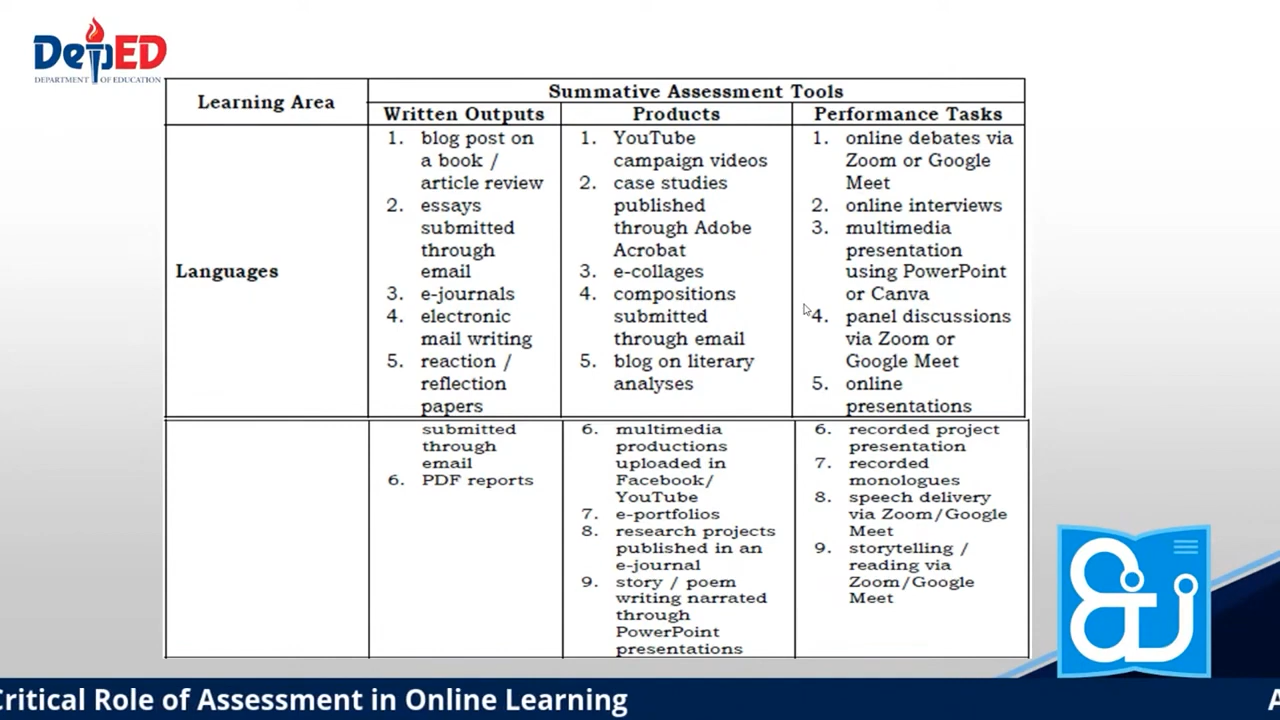 DepED
DEPARTMENT OF EDUCATION
Learning Area
Summative Assessment Tools
Written Outputs
Products
Performance Tasks
Languages
1. blog post on
a book /
article review
2. essays
submitted
through
email
3. e-journals
4. electronic
mail writing
5. reaction /
reflection
papers
submitted
through
email
6. PDF reports
1. YouTube
campaign videos
2. case studies
published
through Adobe
Acrobat
3. e-collages
4. compositions
submitted
through email
5. blog on literary
analyses
6. multimedia
productions
uploaded in
Facebook/
YouTube
7. e-portfolios
8. research projects
published in an
e-journal
9. story / poem
writing narrated
through
PowerPoint
presentations
1. online debates via
Zoom or Google
Meet
2. online interviews
3. multimedia
presentation
using PowerPoint
or Canva
4. panel discussions
via Zoom or
Google Meet
5. online
presentations
6. recorded project
presentation
7. recorded
monologues
8. speech delivery
via Zoom/Google
Meet
9. storytelling /
reading via
Zoom/Google
Meet
Critical Role of Assessment in Online Learning
A